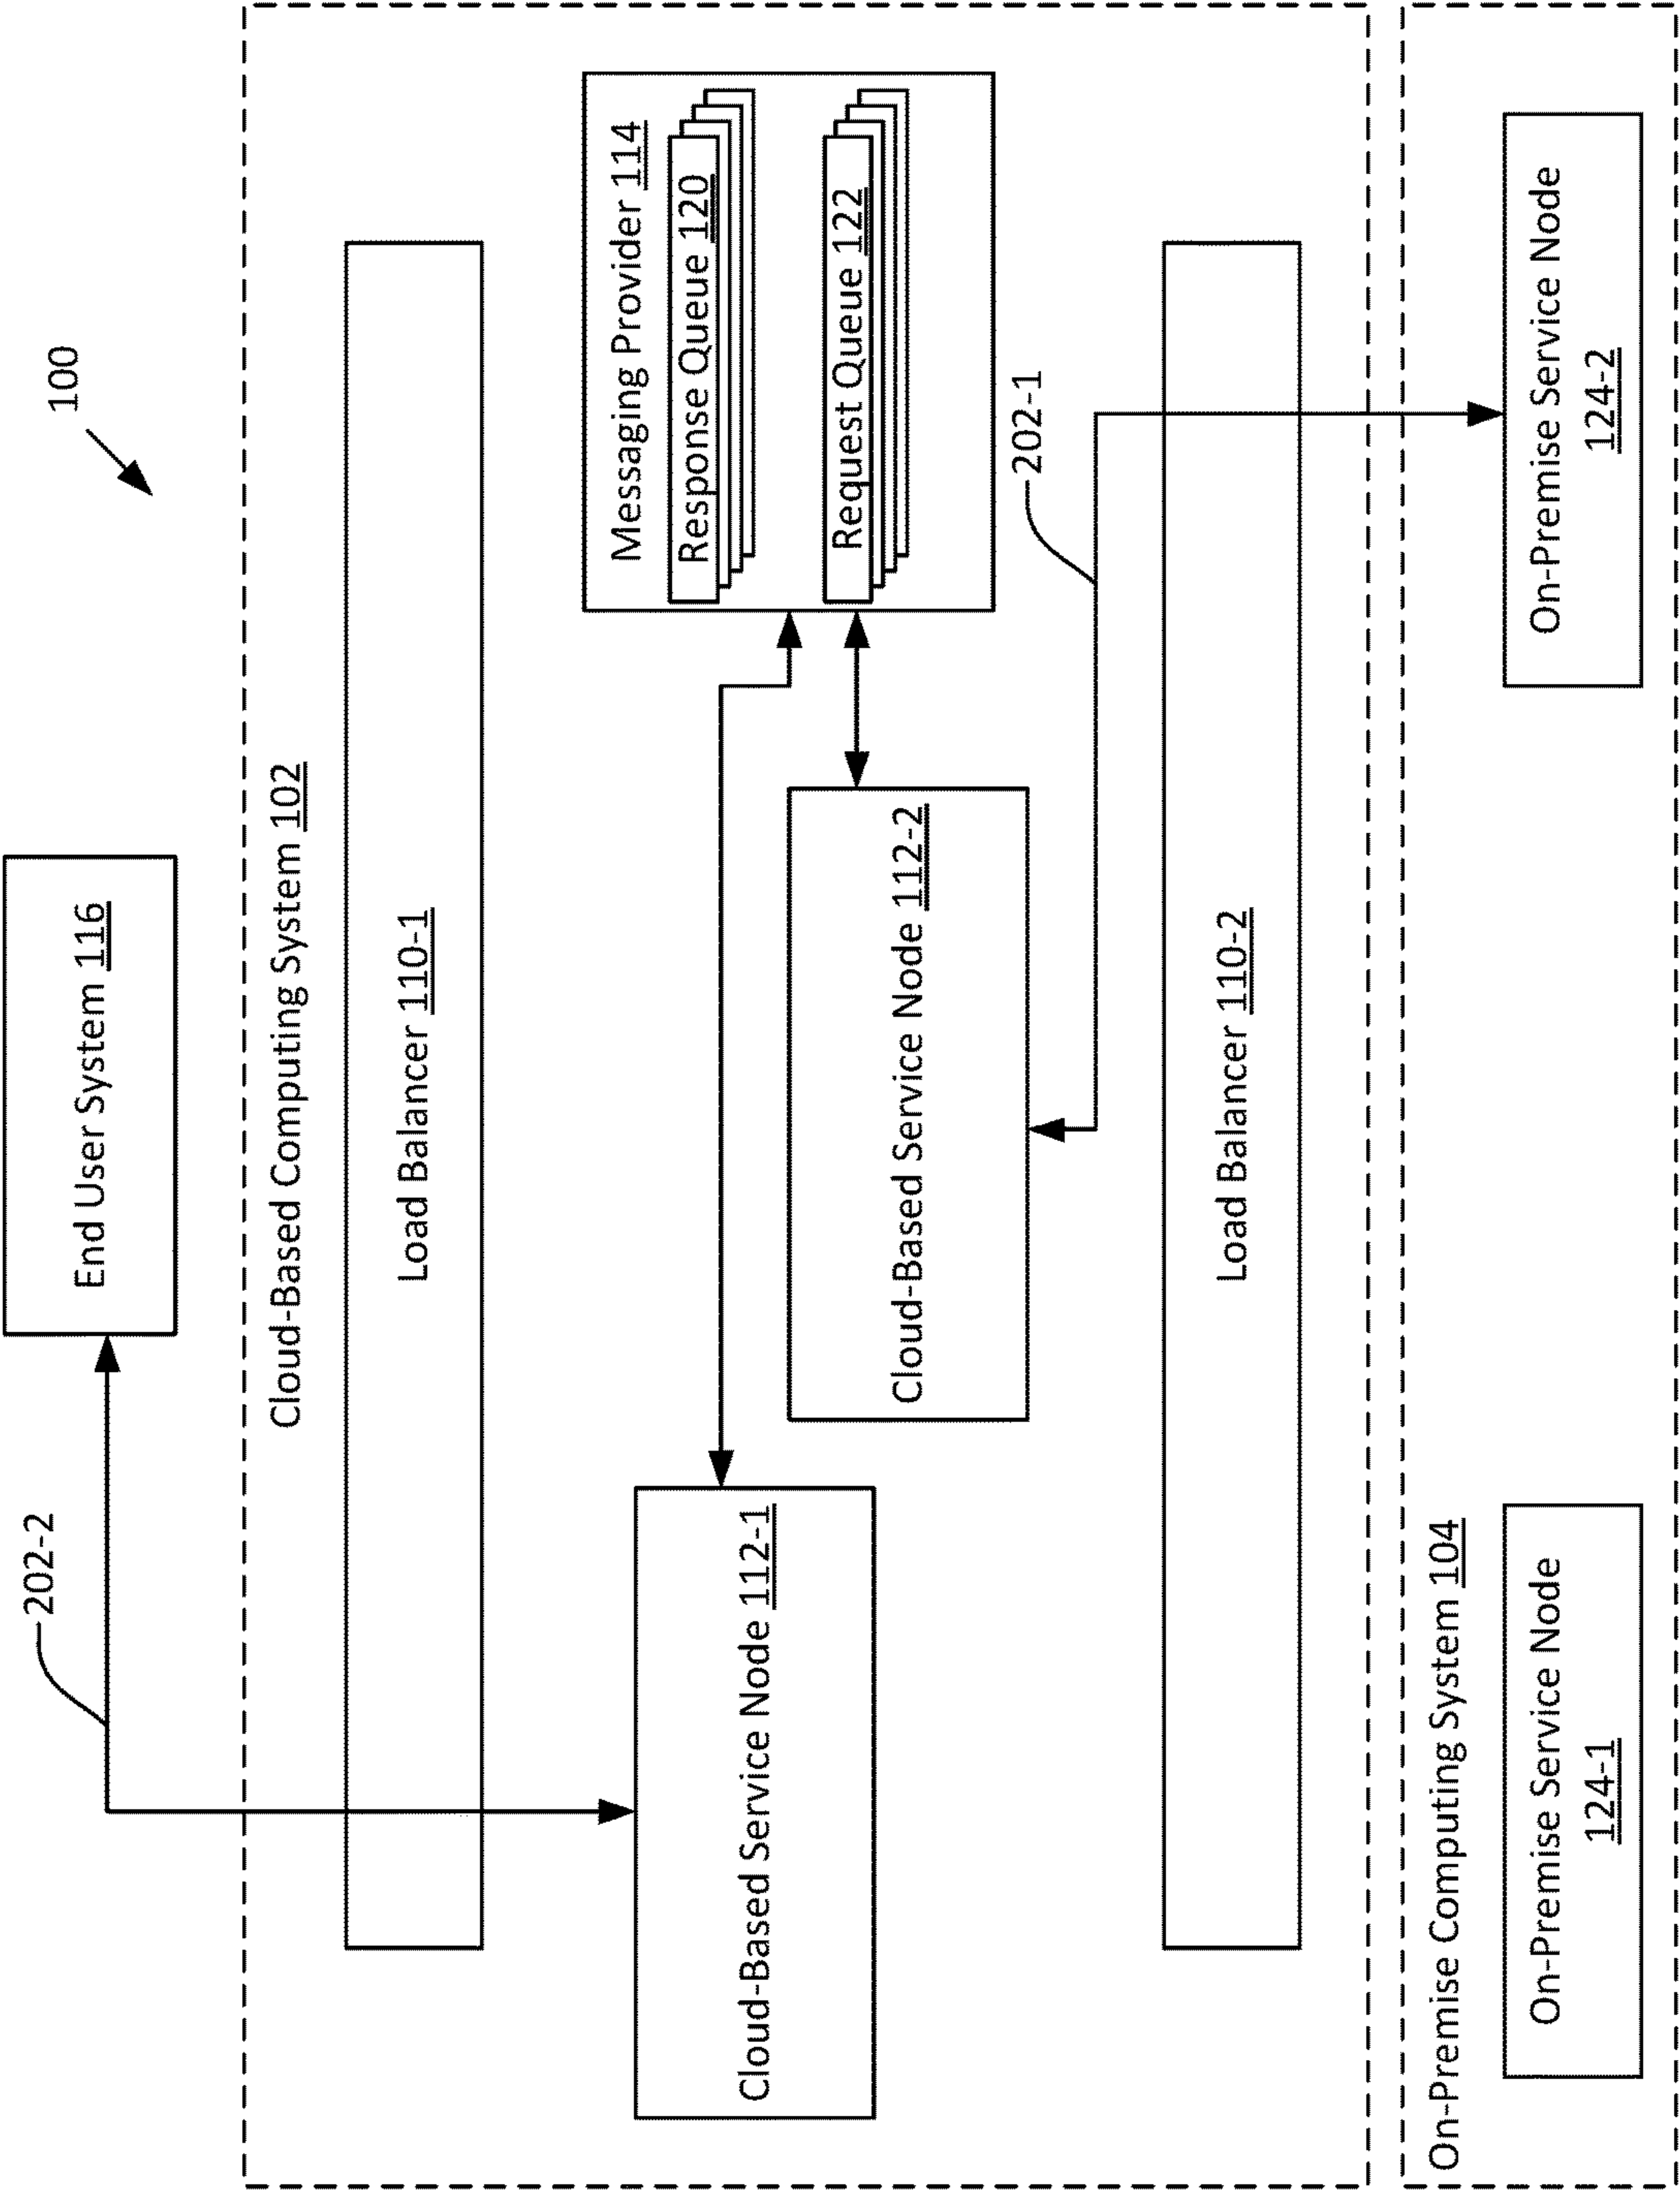 100
End User System 116
202-2
Cloud-Based Computing System 102
Load Balancer 110-1
Messaging Provider 114
Response Queue 120
Request Queue 122
Cloud-Based Service Node 112-1
Cloud-Based Service Node 112-2
202-1
Load Balancer 110-2
On-Premise Computing System 104
On-Premise Service Node
124-1
On-Premise Service Node
124-2